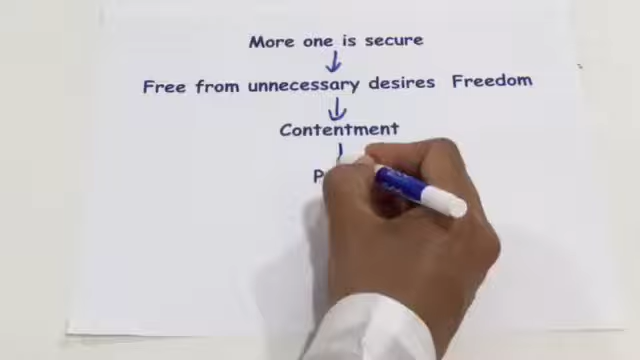 More one is secure
Free from unnecessary desires Freedom
Contentment